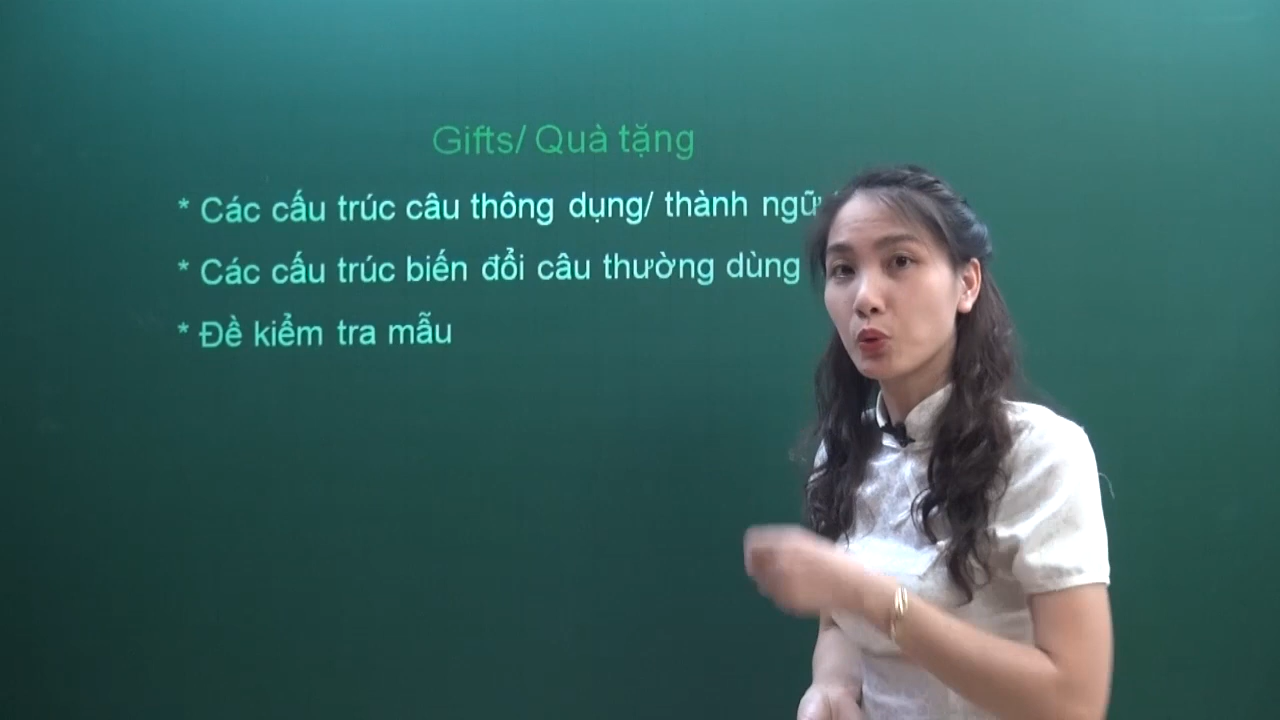 Gifts/ Quà tặng
* Các cấu trúc câu thông dụng/ thành ngữ
* Các cấu trúc biến đổi câu thường dùng
* Đề kiểm tra mẫu